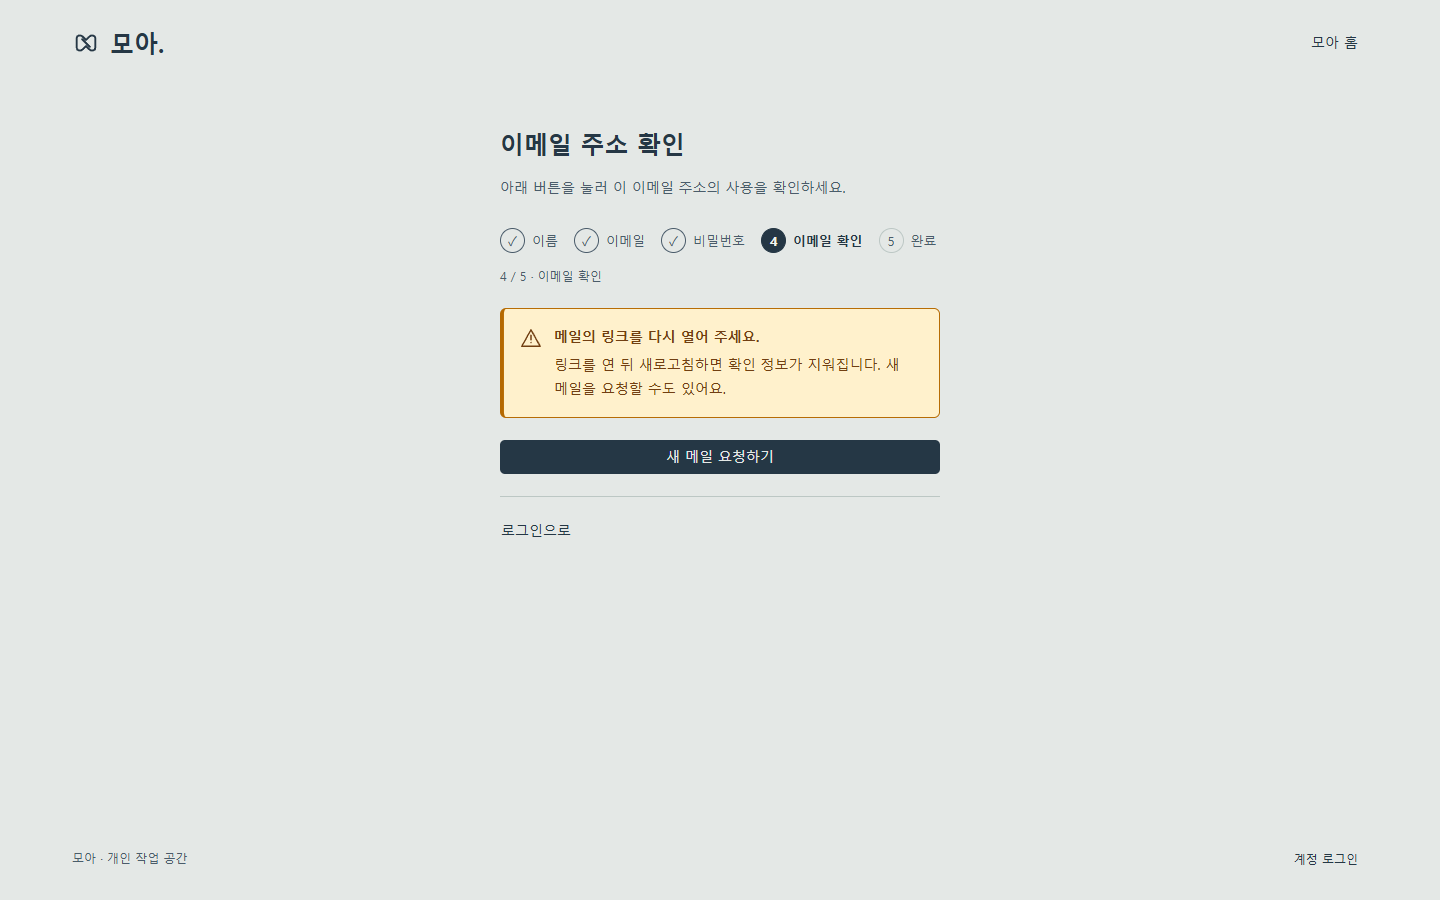 모아.
모아 홈
이메일 주소 확인
아래 버튼을 눌러 이 이메일 주소의 사용을 확인하세요.
✓ 이름 ✓ 이메일 ✓ 비밀번호 4 이메일 확인 5 완료
4 / 5 · 이메일 확인
메일의 링크를 다시 열어 주세요.
링크를 연 뒤 새로고침하면 확인 정보가 지워집니다. 새
메일을 요청할 수도 있어요.
새 메일 요청하기
로그인으로
모아 · 개인 작업 공간
계정 로그인